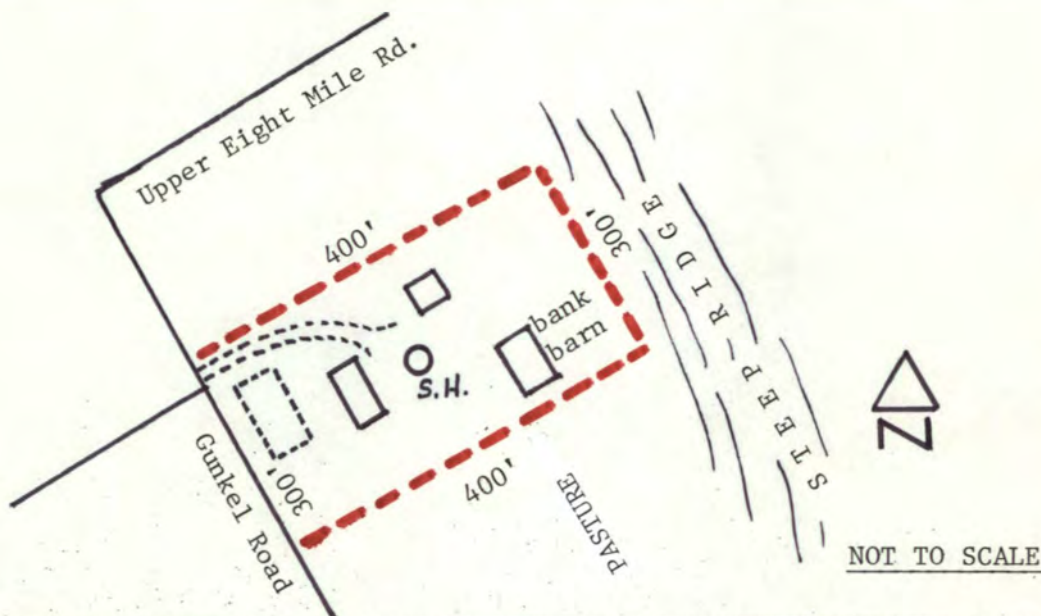 Upper Eight Mile Rd.
400'
300'
STEEP RIDGE
bank
barn
S.H.
N
Gunkel Road
300'
400'
PASTURE
NOT TO SCALE